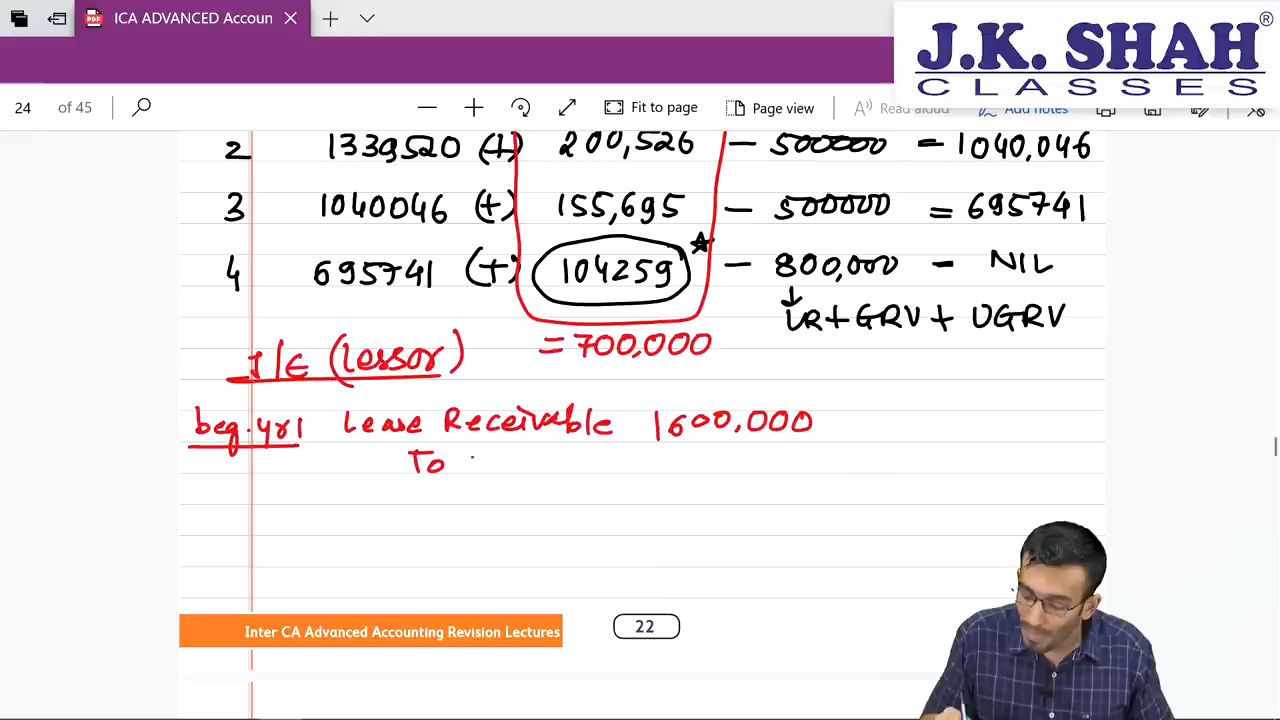 ICA ADVANCED Accoun
J.K. SHAH®
CLASSES
24 of 45
Fit to page
Page view
Read aloud
Add notes
2 1339520 (+) 200,526 – 500000 = 1040,046
3 1040046 (+) 155,695 – 500000 = 695741
4 695741 (+) 104259 – 800,000 – NIL
LR + GRV + UGRV
= 700,000
J/E (lessor)
beg. yr1 Lease Receivable 1600,000
To
Inter CA Advanced Accounting Revision Lectures
22